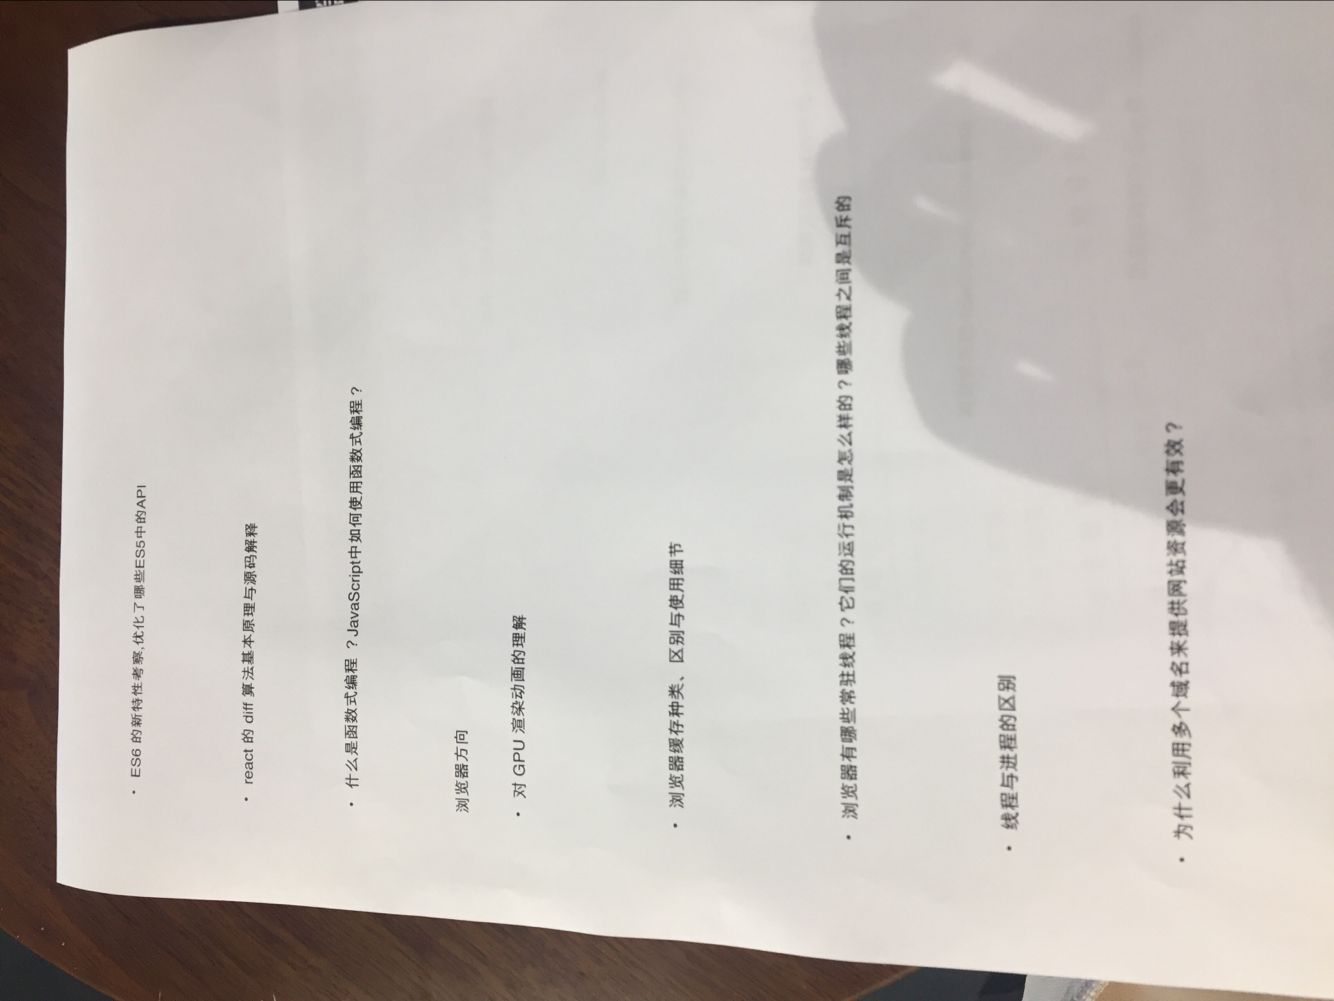 • ES6 的新特性考察,优化了哪些ES5中的API
• react 的 diff 算法基本原理与源码解释
• 什么是函数式编程 ？JavaScript中如何使用函数式编程？
浏览器方向
• 对 GPU 渲染动画的理解
• 浏览器缓存种类、区别与使用细节
• 浏览器有哪些常驻线程？它们的运行机制是怎么样的？哪些线程之间是互斥的
• 线程与进程的区别
• 为什么利用多个域名来提供网站资源会更有效？